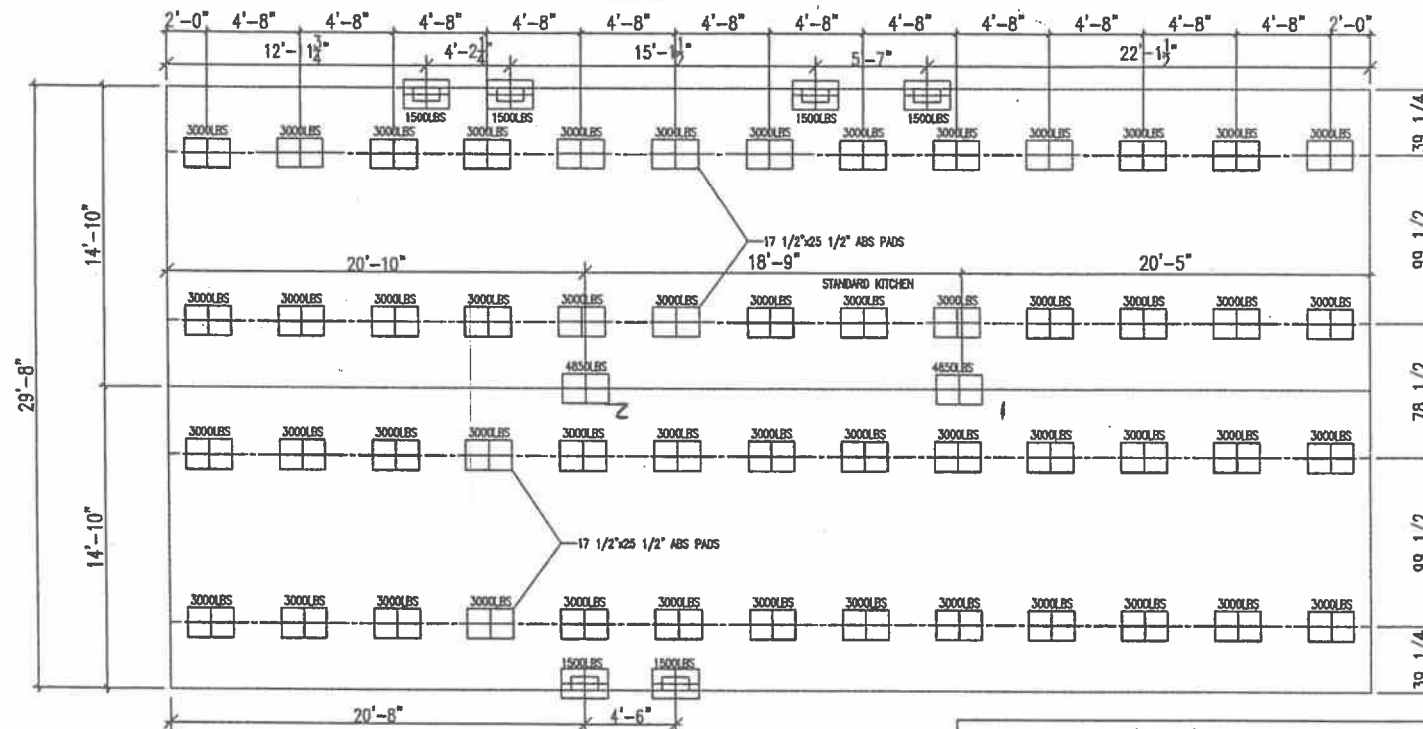 2'-0" 4'-8" 4'-8" 4'-8" 4'-8" 4'-8" 4'-8" 4'-8" 4'-8" 4'-8" 4'-8" 4'-8" 4'-8" 2'-0"
12'-1 3/4" 4'-2 1/4" 15'-1 1/2" 5'-7" 22'-1 1/2"
1500LBS 1500LBS 1500LBS 1500LBS
39 1/4
3000LBS 3000LBS 3000LBS 3000LBS 3000LBS 3000LBS 3000LBS 3000LBS 3000LBS 3000LBS 3000LBS 3000LBS 3000LBS
14'-10"
17 1/2"x25 1/2" ABS PADS
99 1/2
20'-10" 18'-9" 20'-5"
STANDARD KITCHEN
3000LBS 3000LBS 3000LBS 3000LBS 3000LBS 3000LBS 3000LBS 3000LBS 3000LBS 3000LBS 3000LBS 3000LBS 3000LBS
29'-8"
4850LBS 4850LBS
2 1
78 1/2
3000LBS 3000LBS 3000LBS 3000LBS 3000LBS 3000LBS 3000LBS 3000LBS 3000LBS 3000LBS 3000LBS 3000LBS 3000LBS
14'-10"
17 1/2"x25 1/2" ABS PADS
99 1/2
3000LBS 3000LBS 3000LBS 3000LBS 3000LBS 3000LBS 3000LBS 3000LBS 3000LBS 3000LBS 3000LBS 3000LBS 3000LBS
1500LBS 1500LBS
39 1/4
20'-8" 4'-6"